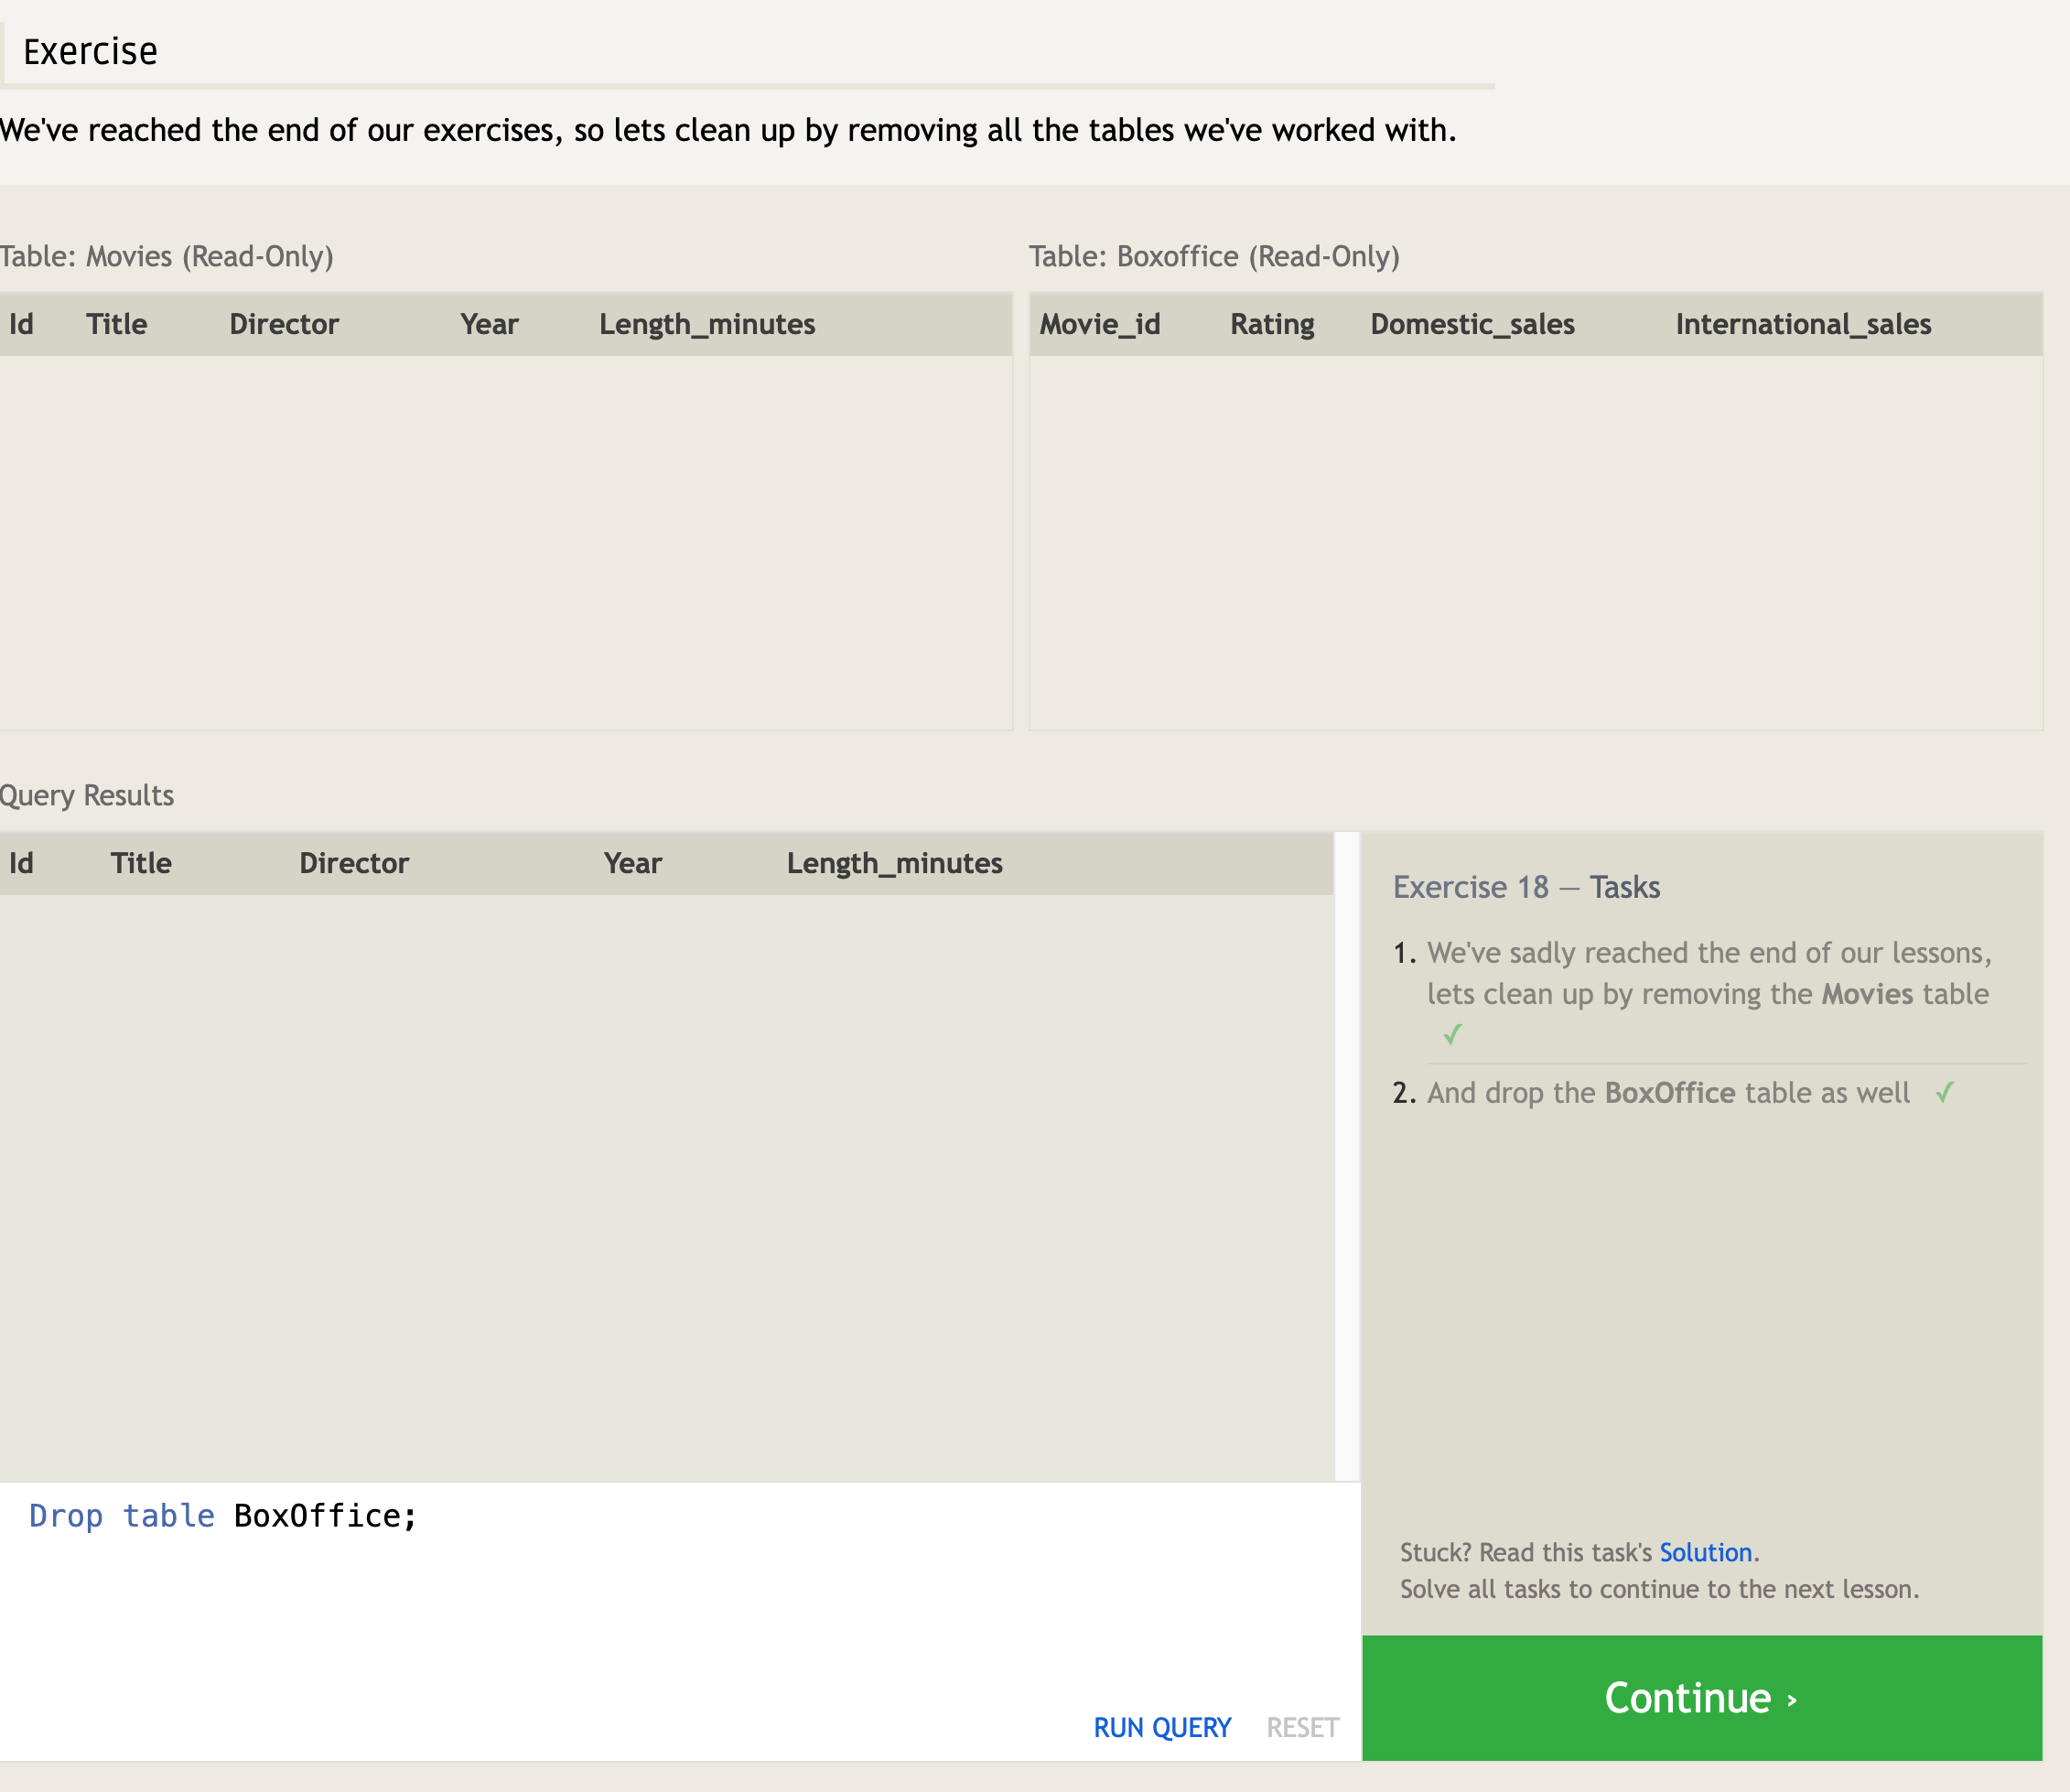 Exercise
We've reached the end of our exercises, so lets clean up by removing all the tables we've worked with.
Table: Movies (Read-Only)
Id Title Director Year Length_minutes
Table: Boxoffice (Read-Only)
Movie_id Rating Domestic_sales International_sales
Query Results
Id Title Director Year Length_minutes
Drop table BoxOffice;
RUN QUERY RESET
Exercise 18 — Tasks
1. We've sadly reached the end of our lessons,
lets clean up by removing the Movies table
✓
2. And drop the BoxOffice table as well ✓
Stuck? Read this task's Solution.
Solve all tasks to continue to the next lesson.
Continue ›